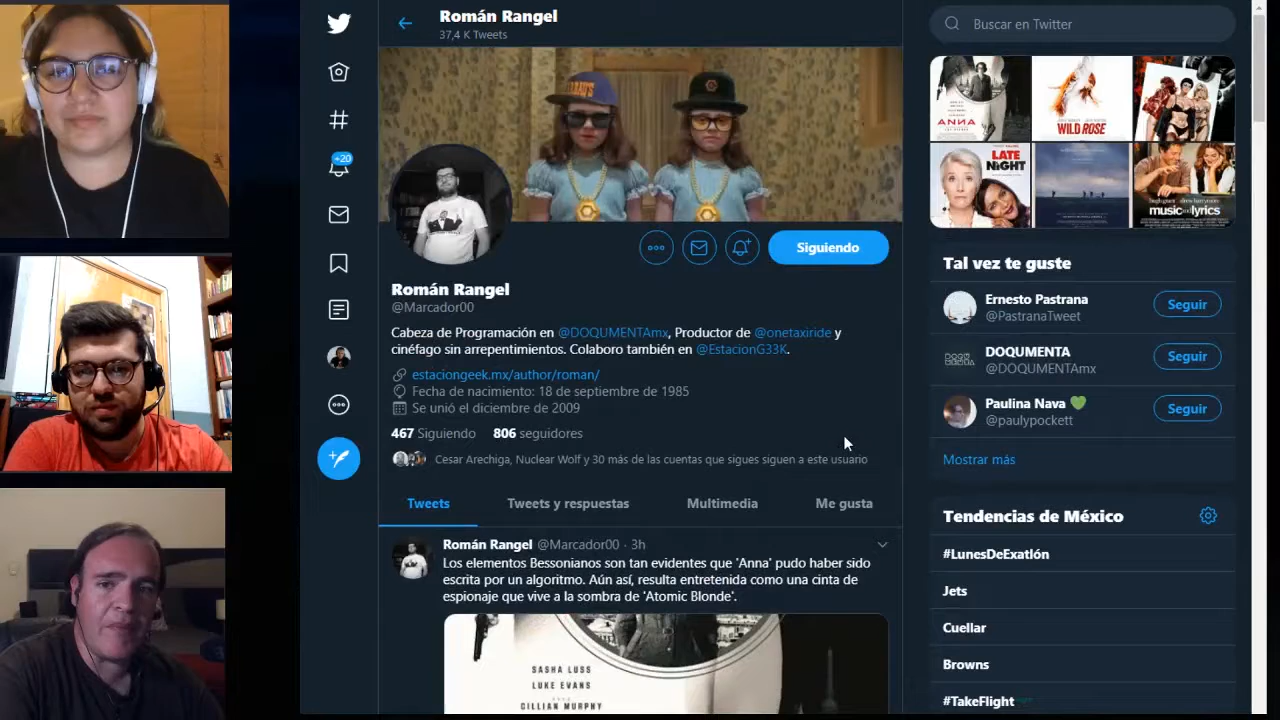 Román Rangel
37,4 K Tweets
Buscar en Twitter
ANNA
WILD ROSE
LATE NIGHT
music and lyrics
+20
Siguiendo
Román Rangel
@Marcador00
Cabeza de Programación en @DOQUMENTAmx, Productor de @onetaxiride y
cinéfago sin arrepentimientos. Colaboro también en @EstacionG33K.
estaciongeek.mx/author/roman/
Fecha de nacimiento: 18 de septiembre de 1985
Se unió el diciembre de 2009
467 Siguiendo 806 seguidores
Cesar Arechiga, Nuclear Wolf y 30 más de las cuentas que sigues siguen a este usuario
Tweets Tweets y respuestas Multimedia Me gusta
Román Rangel @Marcador00 · 3h
Los elementos Bessonianos son tan evidentes que 'Anna' pudo haber sido
escrita por un algoritmo. Aún así, resulta entretenida como una cinta de
espionaje que vive a la sombra de 'Atomic Blonde'.
SASHA LUSS
LUKE EVANS
CILLIAN MURPHY
Tal vez te guste
Ernesto Pastrana
@PastranaTweet
Seguir
DOQUMENTA
@DOQUMENTAmx
Seguir
Paulina Nava
@paulypockett
Seguir
Mostrar más
Tendencias de México
#LunesDeExatlón
Jets
Cuellar
Browns
#TakeFlight